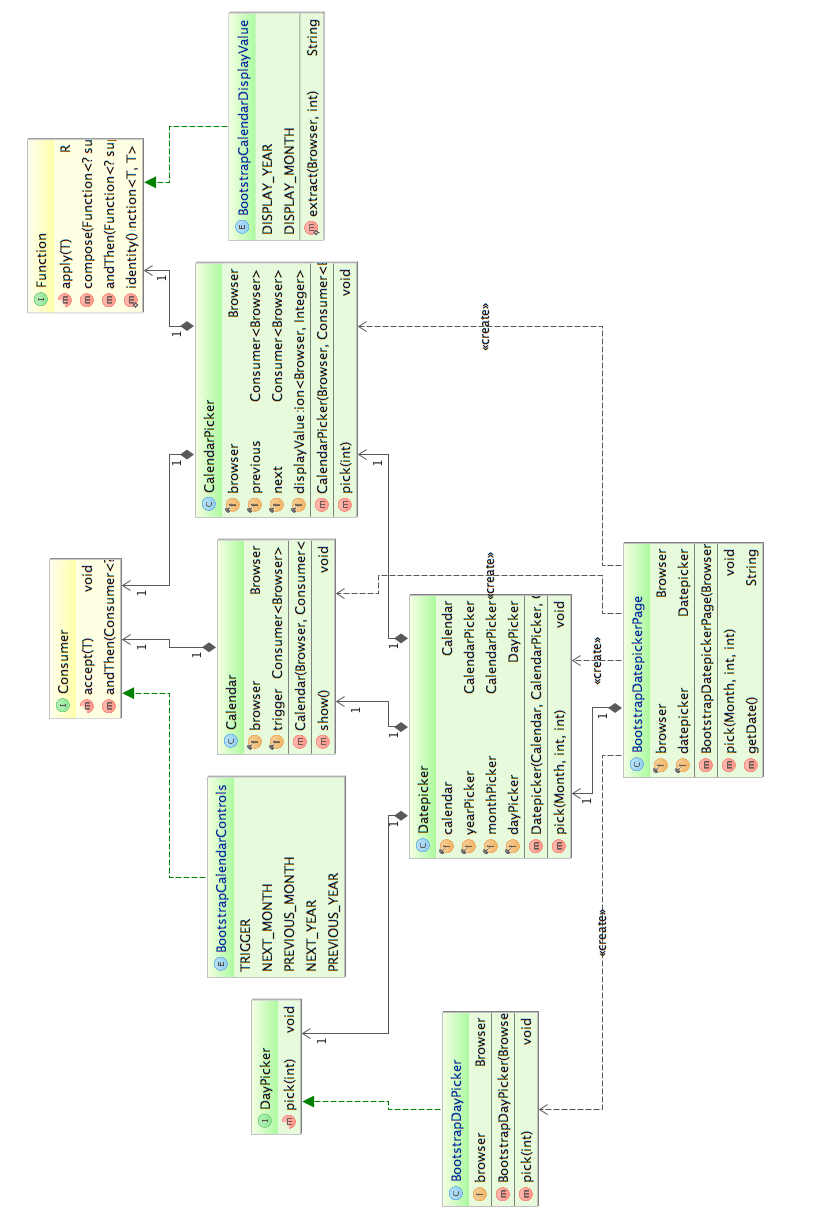 Function
apply(T) R
compose(Function<? su
andThen(Function<? su
identity() nction<T, T>
Consumer
accept(T) void
andThen(Consumer<?
BootstrapCalendarDisplayValue
DISPLAY_YEAR
DISPLAY_MONTH
extract(Browser, int) String
CalendarPicker
browser Browser
previous Consumer<Browser>
next Consumer<Browser>
displayValue :ion<Browser, Integer>
CalendarPicker(Browser, Consumer<
pick(int) void
Calendar
browser Browser
trigger Consumer<Browser>
Calendar(Browser, Consumer<
show() void
BootstrapCalendarControls
TRIGGER
NEXT_MONTH
PREVIOUS_MONTH
NEXT_YEAR
PREVIOUS_YEAR
DayPicker
pick(int) void
Datepicker
calendar Calendar
yearPicker CalendarPicker
monthPicker CalendarPicker
dayPicker DayPicker
Datepicker(Calendar, CalendarPicker,
pick(Month, int, int) void
BootstrapDayPicker
browser Browser
BootstrapDayPicker(Browse
pick(int) void
BootstrapDatepickerPage
browser Browser
datepicker Datepicker
BootstrapDatepickerPage(Browser
pick(Month, int, int) void
getDate() String
«create»
«create»
«create»
«create»
1
1
1
1
1
1
1
1
1
1
1
1
1
1